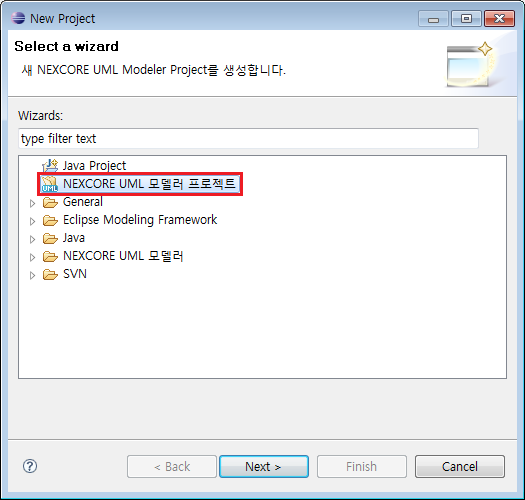 New Project
Select a wizard
새 NEXCORE UML Modeler Project를 생성합니다.
Wizards:
type filter text
Java Project
UML NEXCORE UML 모델러 프로젝트
General
Eclipse Modeling Framework
Java
NEXCORE UML 모델러
SVN
? < Back Next > Finish Cancel